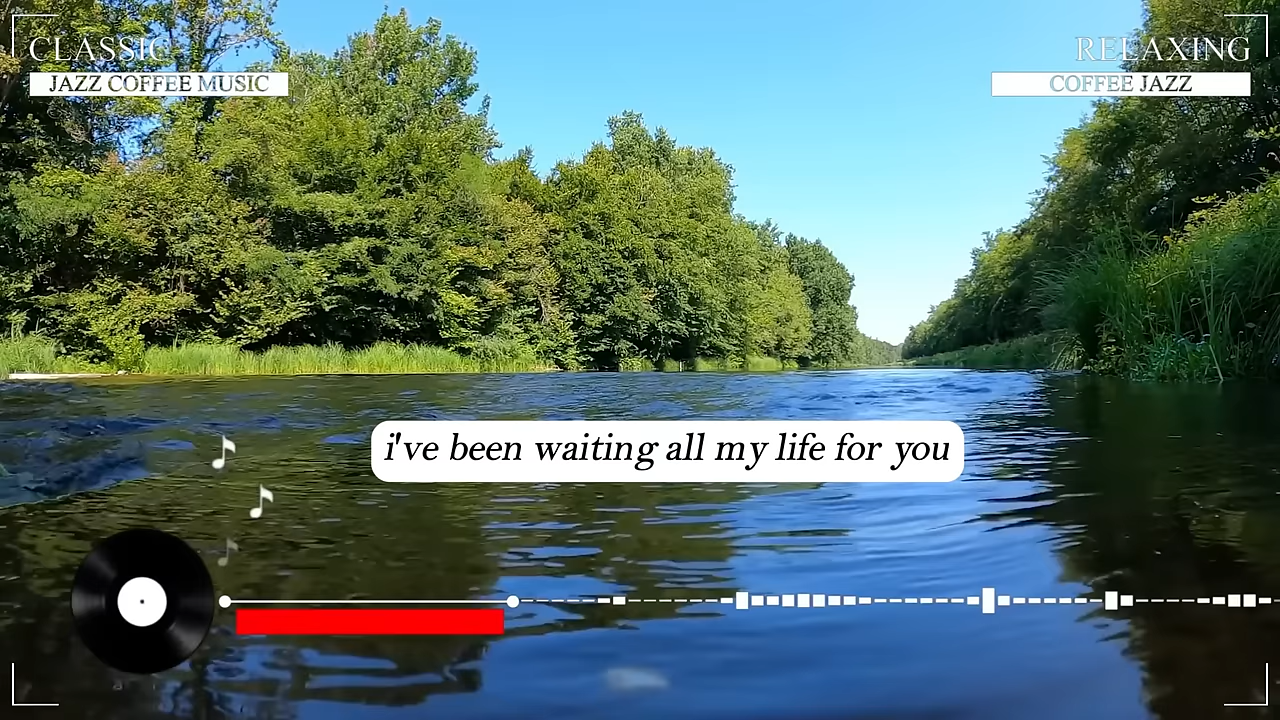 CLASSIC
JAZZ COFFEE MUSIC
RELAXING
COFFEE JAZZ
i've been waiting all my life for you